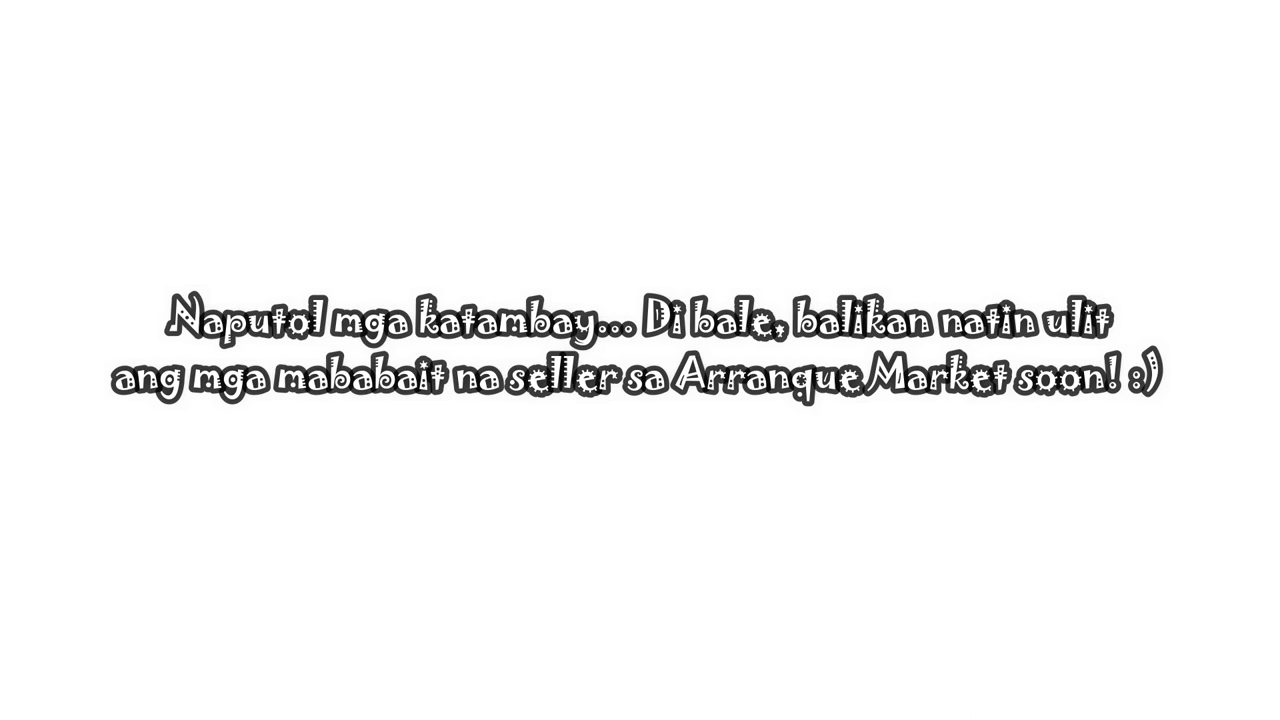 Naputol mga katambay... Di bale, balikan natin ulit
ang mga mababait na seller sa Arranque Market soon! :)